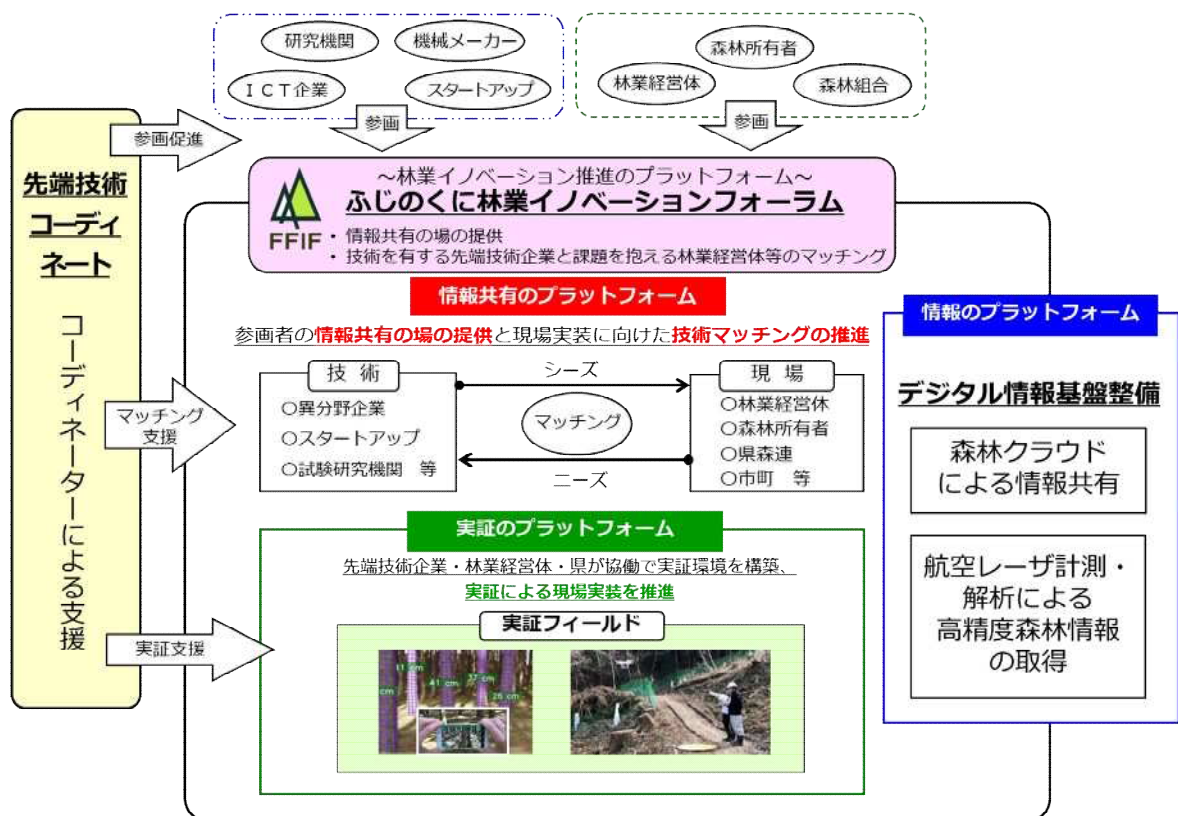 研究機関
機械メーカー
ＩＣＴ企業
スタートアップ
森林所有者
林業経営体
森林組合
参画
参画
参画促進
先端技術
コーディ
ネート
コーディネーターによる支援
～林業イノベーション推進のプラットフォーム～
ふじのくに林業イノベーションフォーラム
FFIF
・情報共有の場の提供
・技術を有する先端技術企業と課題を抱える林業経営体等のマッチング
情報共有のプラットフォーム
参画者の情報共有の場の提供と現場実装に向けた技術マッチングの推進
マッチング
支援
技 術
○異分野企業
○スタートアップ
○試験研究機関 等
シーズ
マッチング
ニーズ
現 場
○林業経営体
○森林所有者
○県森連
○市町 等
実証のプラットフォーム
先端技術企業・林業経営体・県が協働で実証環境を構築、
実証による現場実装を推進
実証支援
実証フィールド
11 cm
cm
41 cm
37 cm
26 cm
情報のプラットフォーム
デジタル情報基盤整備
森林クラウド
による情報共有
航空レーザ計測・
解析による
高精度森林情報
の取得